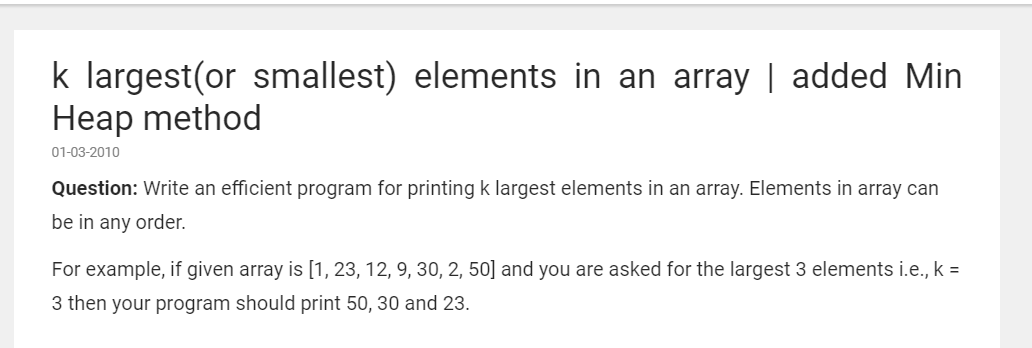 k largest(or smallest) elements in an array | added Min
Heap method
01-03-2010
Question: Write an efficient program for printing k largest elements in an array. Elements in array can
be in any order.
For example, if given array is [1, 23, 12, 9, 30, 2, 50] and you are asked for the largest 3 elements i.e., k =
3 then your program should print 50, 30 and 23.